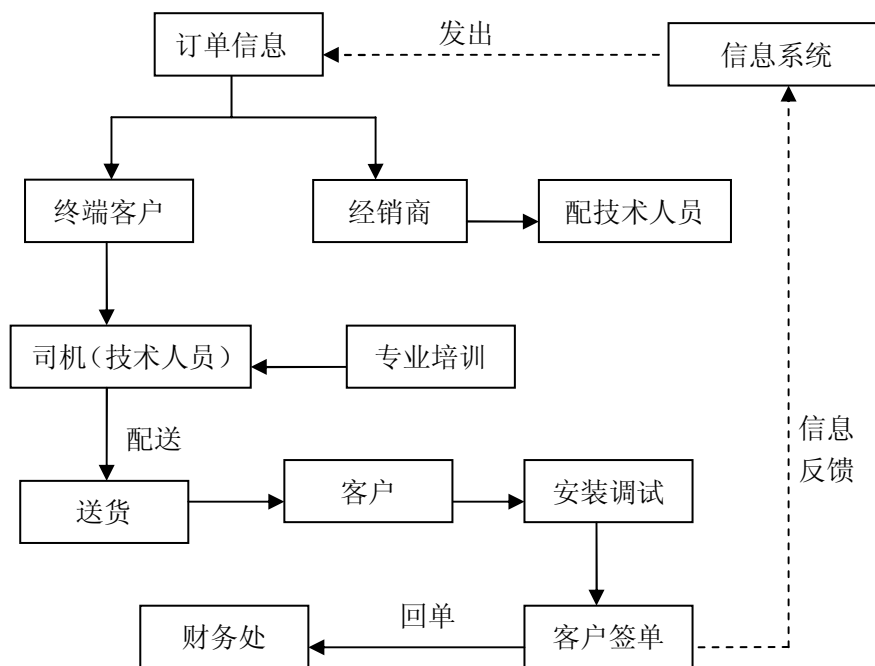 订单信息
发出
信息系统
终端客户
经销商
配技术人员
司机（技术人员）
专业培训
配送
信息
反馈
送货
客户
安装调试
财务处
回单
客户签单